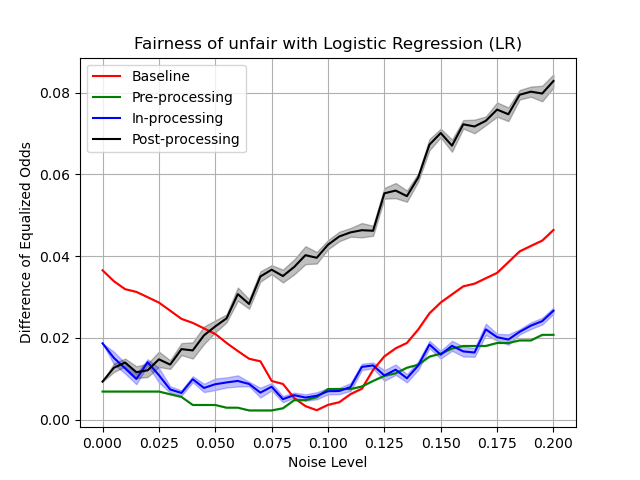 Fairness of unfair with Logistic Regression (LR)
Baseline
Pre-processing
In-processing
Post-processing
Difference of Equalized Odds
0.08
0.06
0.04
0.02
0.00
0.000 0.025 0.050 0.075 0.100 0.125 0.150 0.175 0.200
Noise Level